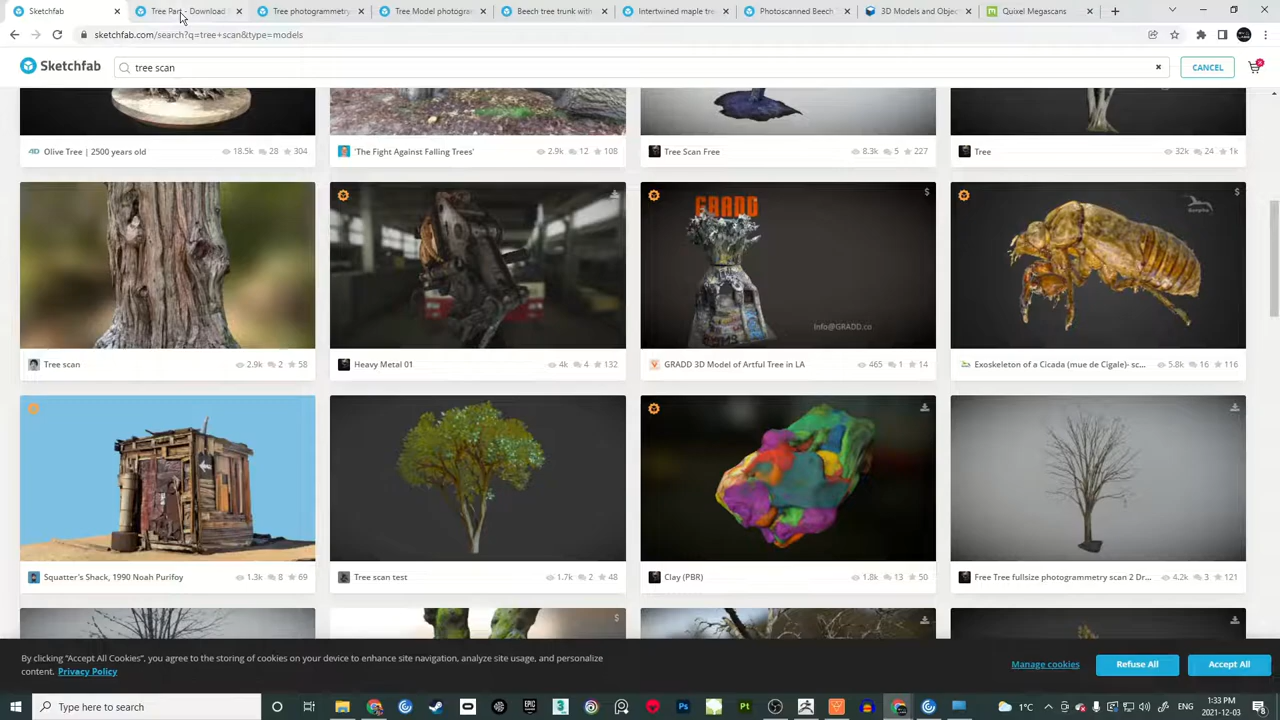 Sketchfab
Tree Part - Download
Tree photogrammetry
Tree Model photogra
Beech tree trunk with
Intertwined maple tre
Photoscanned Beech
3D Models and Objec
Quixel Megascans
sketchfab.com/search?q=tree+scan&type=models
Sketchfab
tree scan
CANCEL
Olive Tree | 2500 years old 18.5k 28 304
'The Fight Against Falling Trees' 2.9k 12 108
Tree Scan Free 8.3k 5 227
Tree 32k 24 1k
GRADD
Info@GRADD.co
Tree scan 2.9k 2 58
Heavy Metal 01 4k 4 132
GRADD 3D Model of Artful Tree in LA 465 1 14
Exoskeleton of a Cicada (mue de Cigale)- sc... 5.8k 16 116
Squatter's Shack, 1990 Noah Purifoy 1.3k 8 69
Tree scan test 1.7k 2 48
Clay (PBR) 1.8k 13 50
Free Tree fullsize photogrammetry scan 2 Dr... 4.2k 3 121
By clicking “Accept All Cookies”, you agree to the storing of cookies on your device to enhance site navigation, analyze site usage, and personalize
content. Privacy Policy
Manage cookies
Refuse All
Accept All
Type here to search
1°C
ENG
1:33 PM
2021-12-03